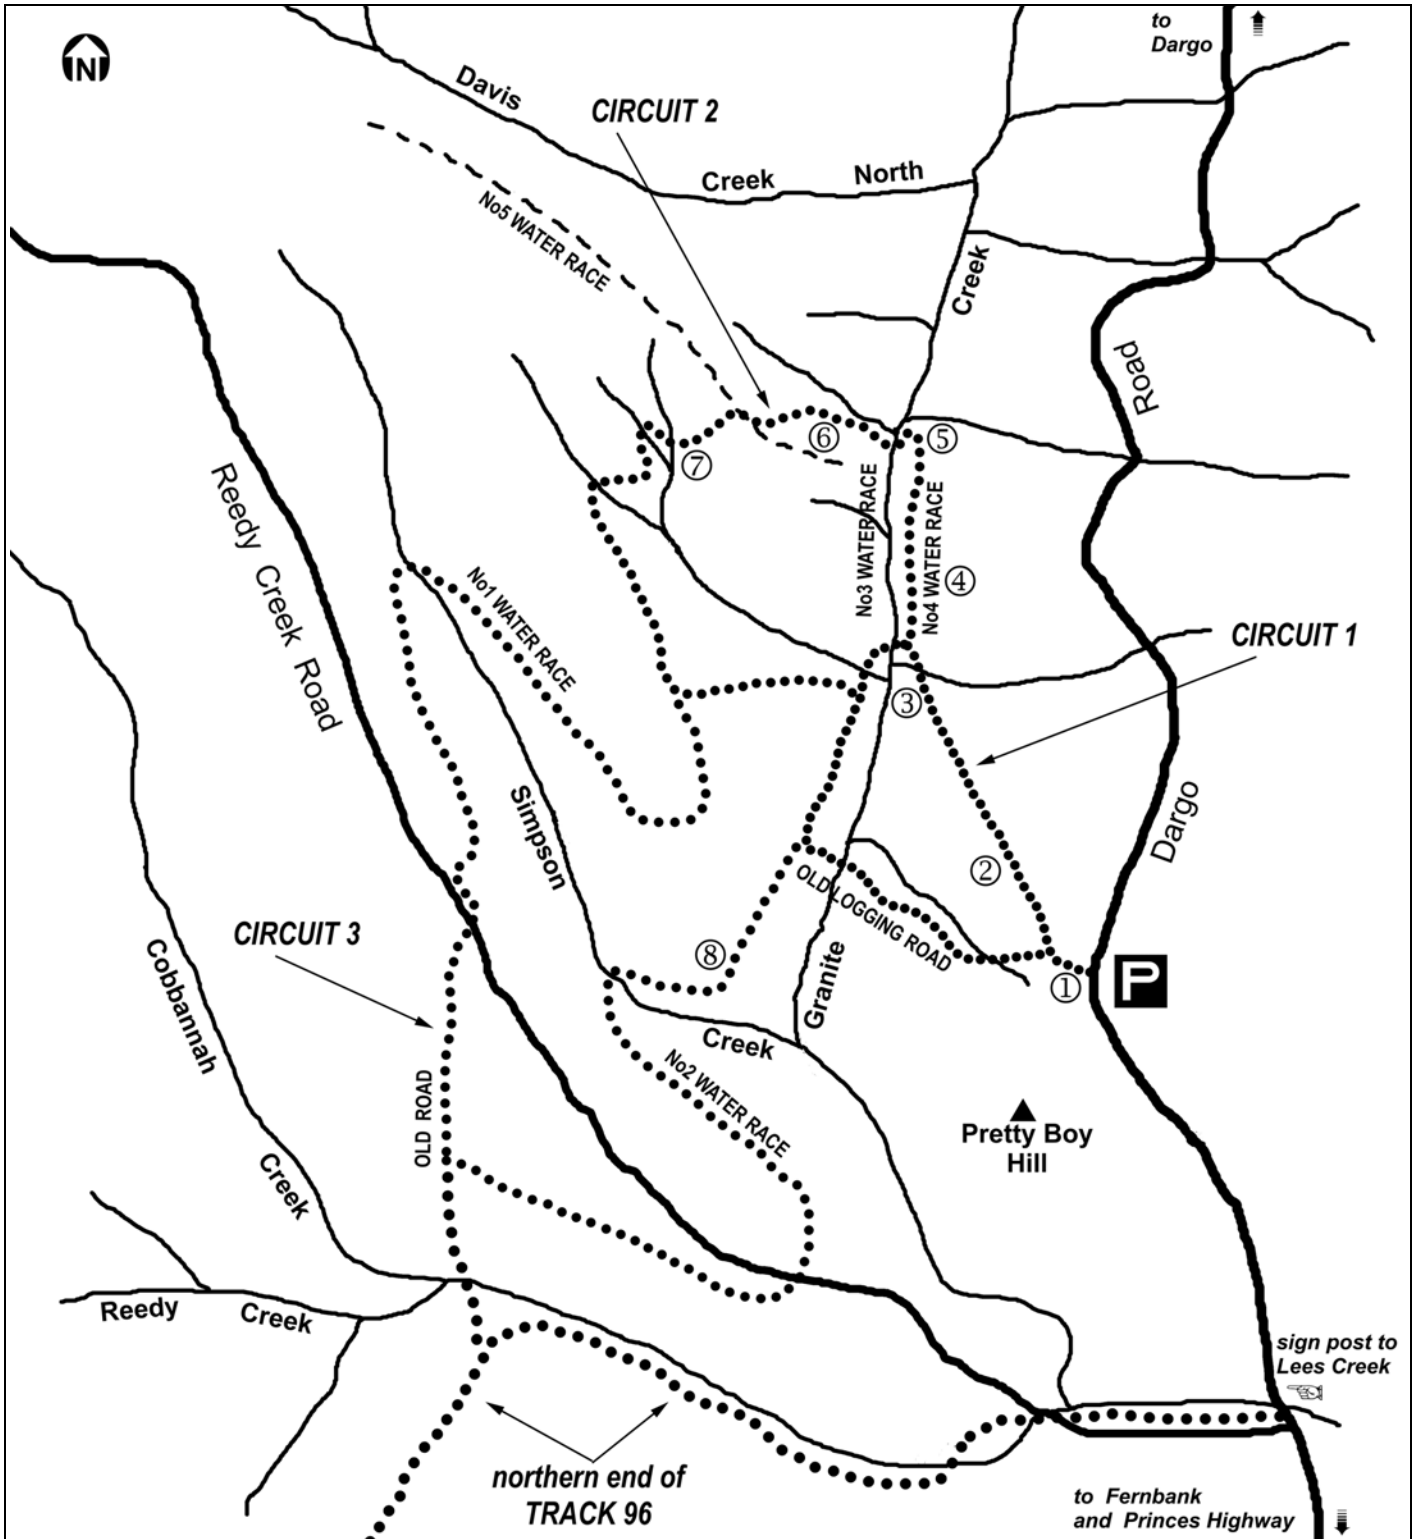 to
Dargo
N
Davis
CIRCUIT 2
Creek
North
No5 WATER RACE
Creek
Road
Reedy Creek Road
No3 WATER RACE
No4 WATER RACE
⑤
⑥
⑦
④
No1 WATER RACE
CIRCUIT 1
③
Simpson
Dargo
②
OLD LOGGING ROAD
CIRCUIT 3
Cobbannah
⑧
Granite
①
P
Creek
No2 WATER RACE
OLD ROAD
Pretty Boy
Hill
Creek
Reedy
Creek
sign post to
Lees Creek
northern end of
TRACK 96
to Fernbank
and Princes Highway